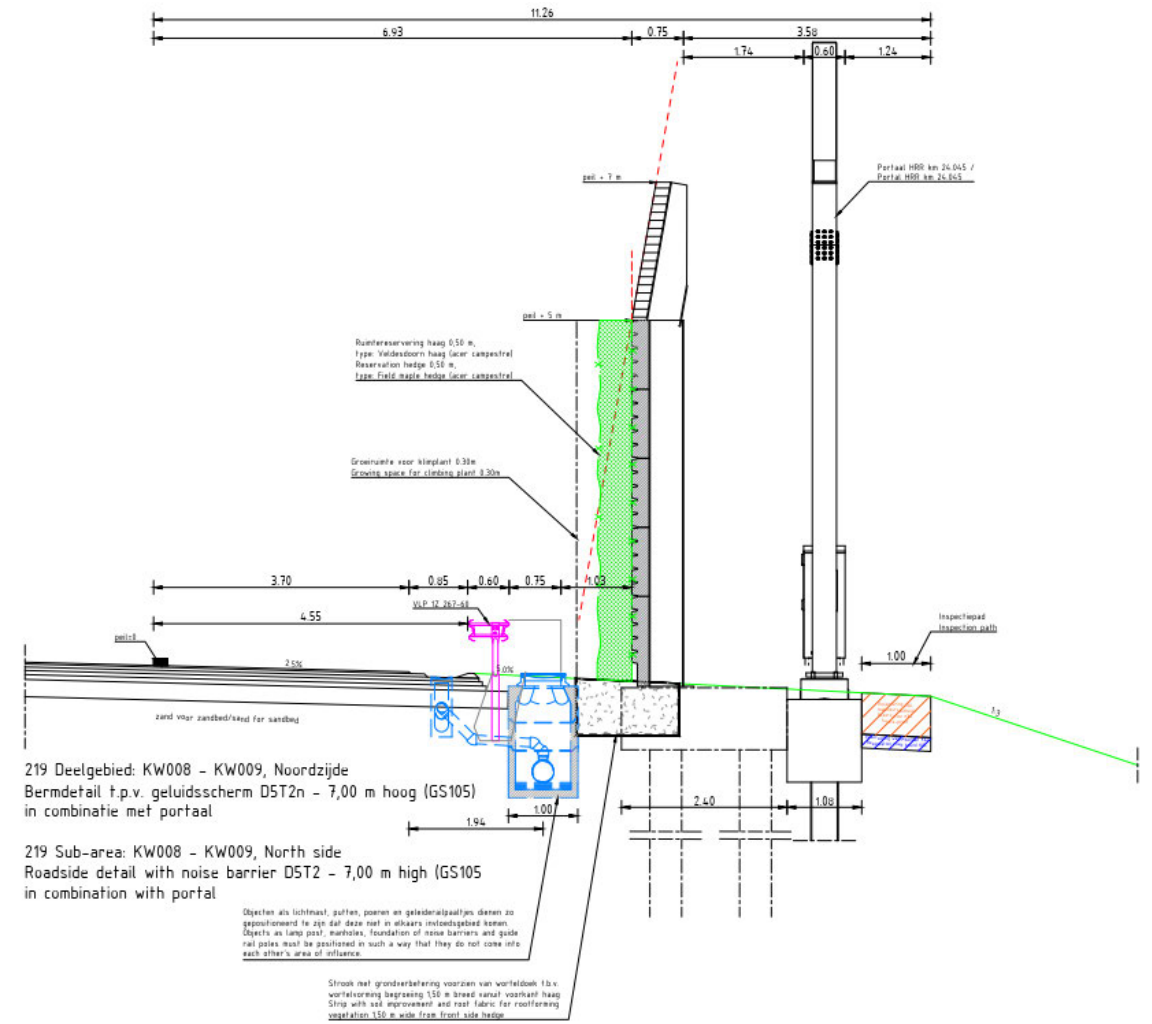 11.26
6.93
0.75
3.58
1.74
0.60
1.24
Portaal HRR km 24.045 /
Portal HRR km 24.045
peil + 7 m
peil + 5 m
Ruimtereservering haag 0,50 m,
type: Veldesdoorn haag (acer campestre)
Reservation hedge 0,50 m,
type: Field maple hedge (acer campestre)
Groeiruimte voor klimplant 0.30m
Growing space for climbing plant 0.30m
3.70
0.85
0.60
0.75
1.03
4.55
VLP 1Z 267-60
peil=0
2.5%
5.0%
Inspectiepad
Inspection path
1.00
1:3
zand voor zandbed/sand for sandbed
219 Deelgebied: KW008 - KW009, Noordzijde
Bermdetail t.p.v. geluidsscherm D5T2n - 7,00 m hoog (GS105)
in combinatie met portaal
1.00
2.40
1.08
1.94
219 Sub-area: KW008 - KW009, North side
Roadside detail with noise barrier D5T2 - 7,00 m high (GS105
in combination with portal
Objecten als lichtmast, putten, poeren en geleiderailpaaltjes dienen zo
gepositioneerd te zijn dat deze niet in elkaars invloedsgebied komen.
Objects as lamp post, manholes, foundation of noise barriers and guide
rail poles must be positioned in such a way that they do not come into
each other's area of influence.
Strook met grondverbetering voorzien van worteldoek t.b.v.
wortelvorming begroeiing 1,50 m breed vanuit voorkant haag
Strip with soil improvement and root fabric for rootforming
vegetation 1,50 m wide from front side hedge